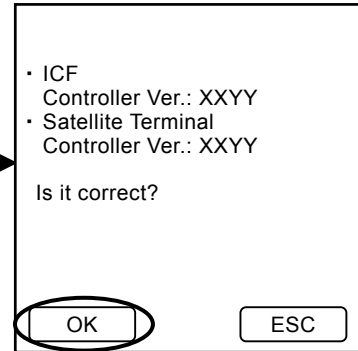 ・ ICF
Controller Ver.: XXYY
・ Satellite Terminal
Controller Ver.: XXYY
Is it correct?
OK ESC